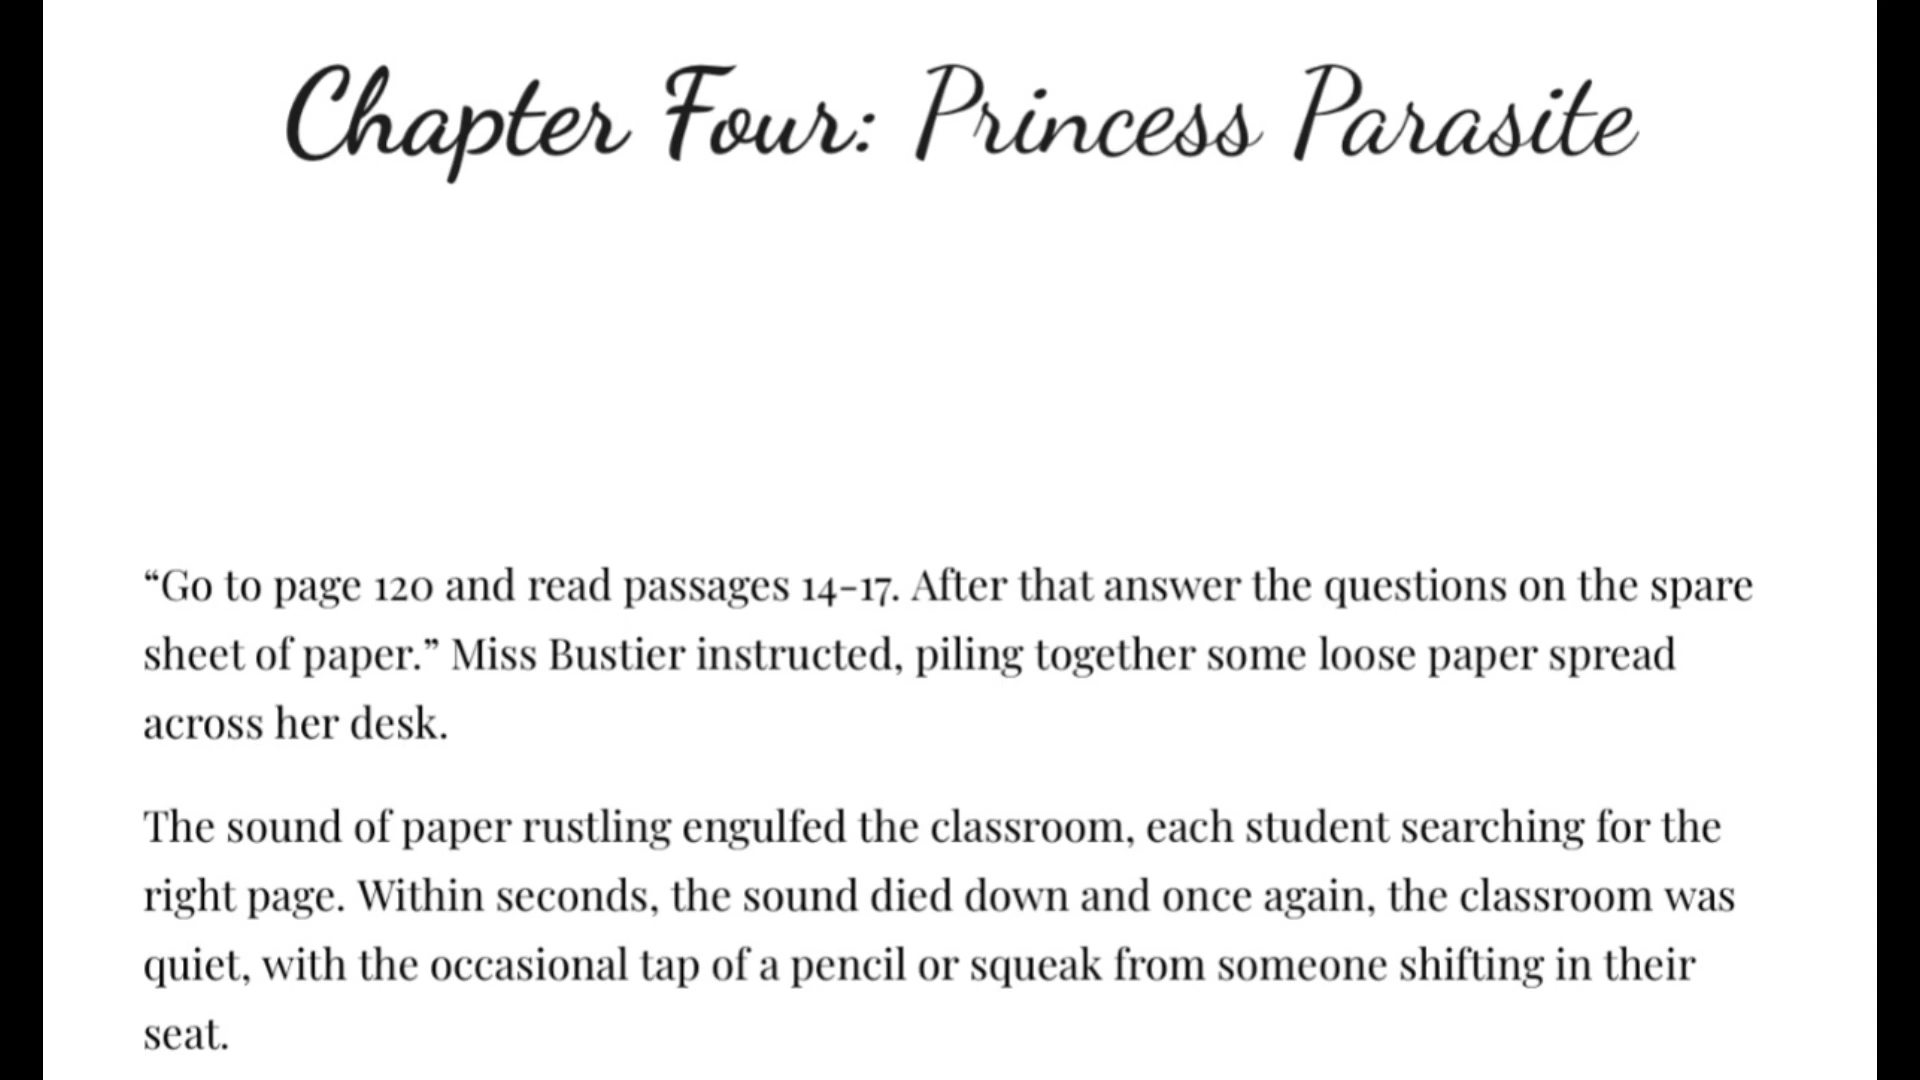 Chapter Four: Princess Parasite
“Go to page 120 and read passages 14-17. After that answer the questions on the spare
sheet of paper.” Miss Bustier instructed, piling together some loose paper spread
across her desk.
The sound of paper rustling engulfed the classroom, each student searching for the
right page. Within seconds, the sound died down and once again, the classroom was
quiet, with the occasional tap of a pencil or squeak from someone shifting in their
seat.